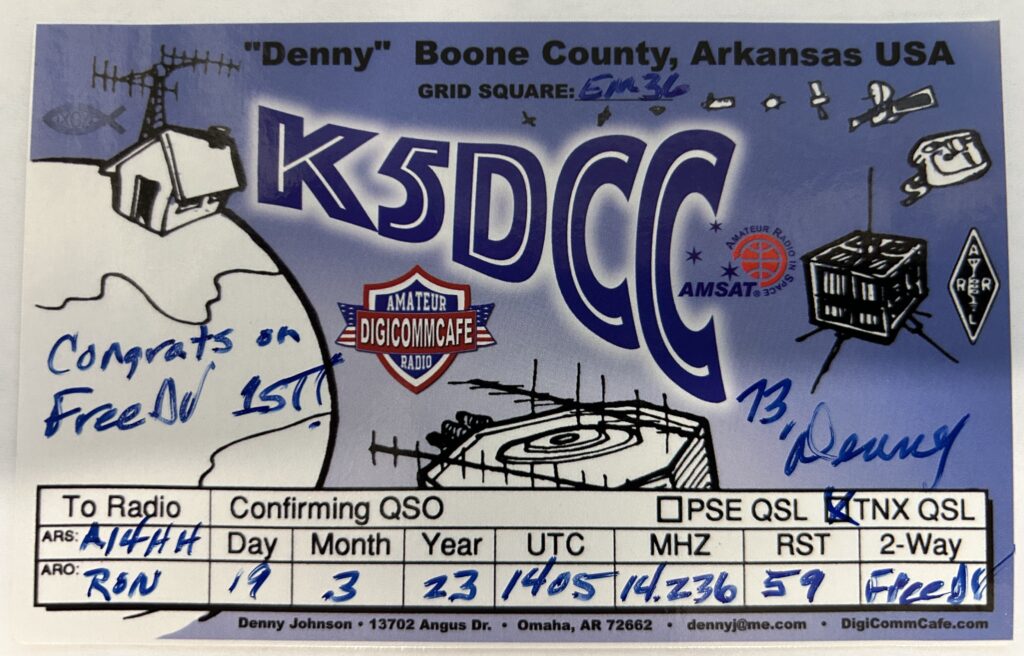 "Denny" Boone County, Arkansas USA
GRID SQUARE: EM36
K5DCC
AMATEUR RADIO IN SPACE
AMSAT®
AMATEUR
DIGICOMMCAFE
RADIO
ARRL
Congrats on
FreeDV 1ST!!
73,
Denny
To Radio Confirming QSO PSE QSL TNX QSL
ARS: AI4HH Day Month Year UTC MHZ RST 2-Way
ARO: RON 19 3 23 1405 14.236 59 FreeDV
Denny Johnson • 13702 Angus Dr. • Omaha, AR 72662 • dennyj@me.com • DigiCommCafe.com